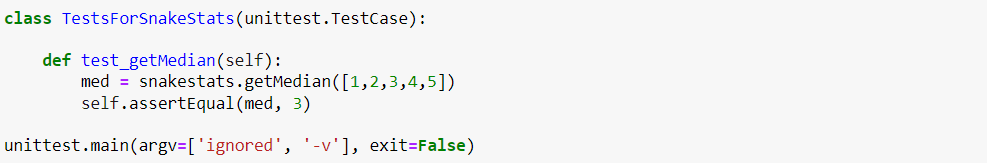 class TestsForSnakeStats(unittest.TestCase):
def test_getMedian(self):
med = snakestats.getMedian([1,2,3,4,5])
self.assertEqual(med, 3)
unittest.main(argv=['ignored', '-v'], exit=False)